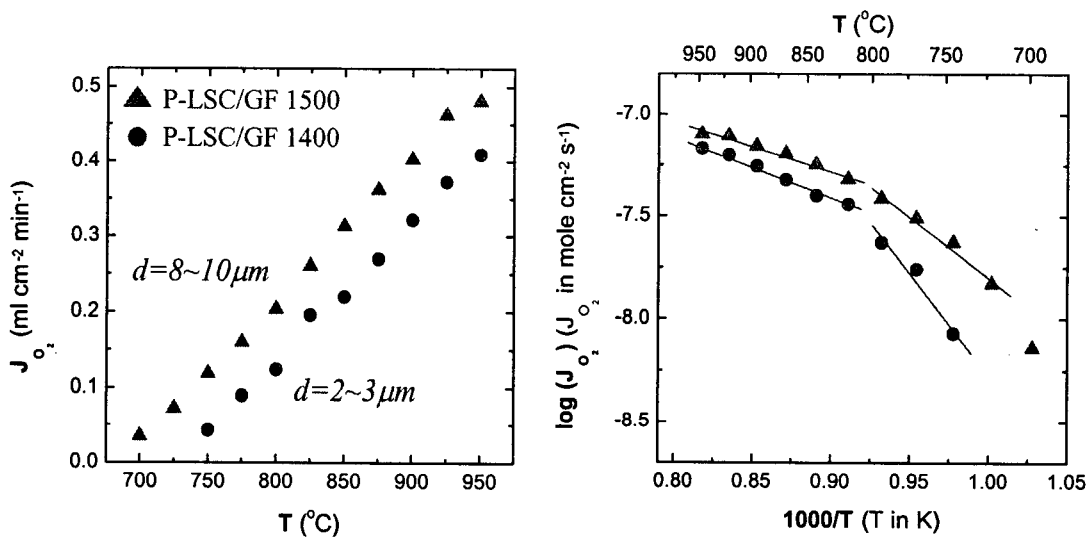 0.5
0.4
0.3
0.2
0.1
0.0
J O2 (ml cm-2 min-1)
P-LSC/GF 1500
P-LSC/GF 1400
d=8~10μm
d=2~3μm
700 750 800 850 900 950
T (oC)
T (oC)
950 900 850 800 750 700
-7.0
-7.5
-8.0
-8.5
log (J O2) (J O2 in mole cm-2 s-1)
0.80 0.85 0.90 0.95 1.00 1.05
1000/T (T in K)